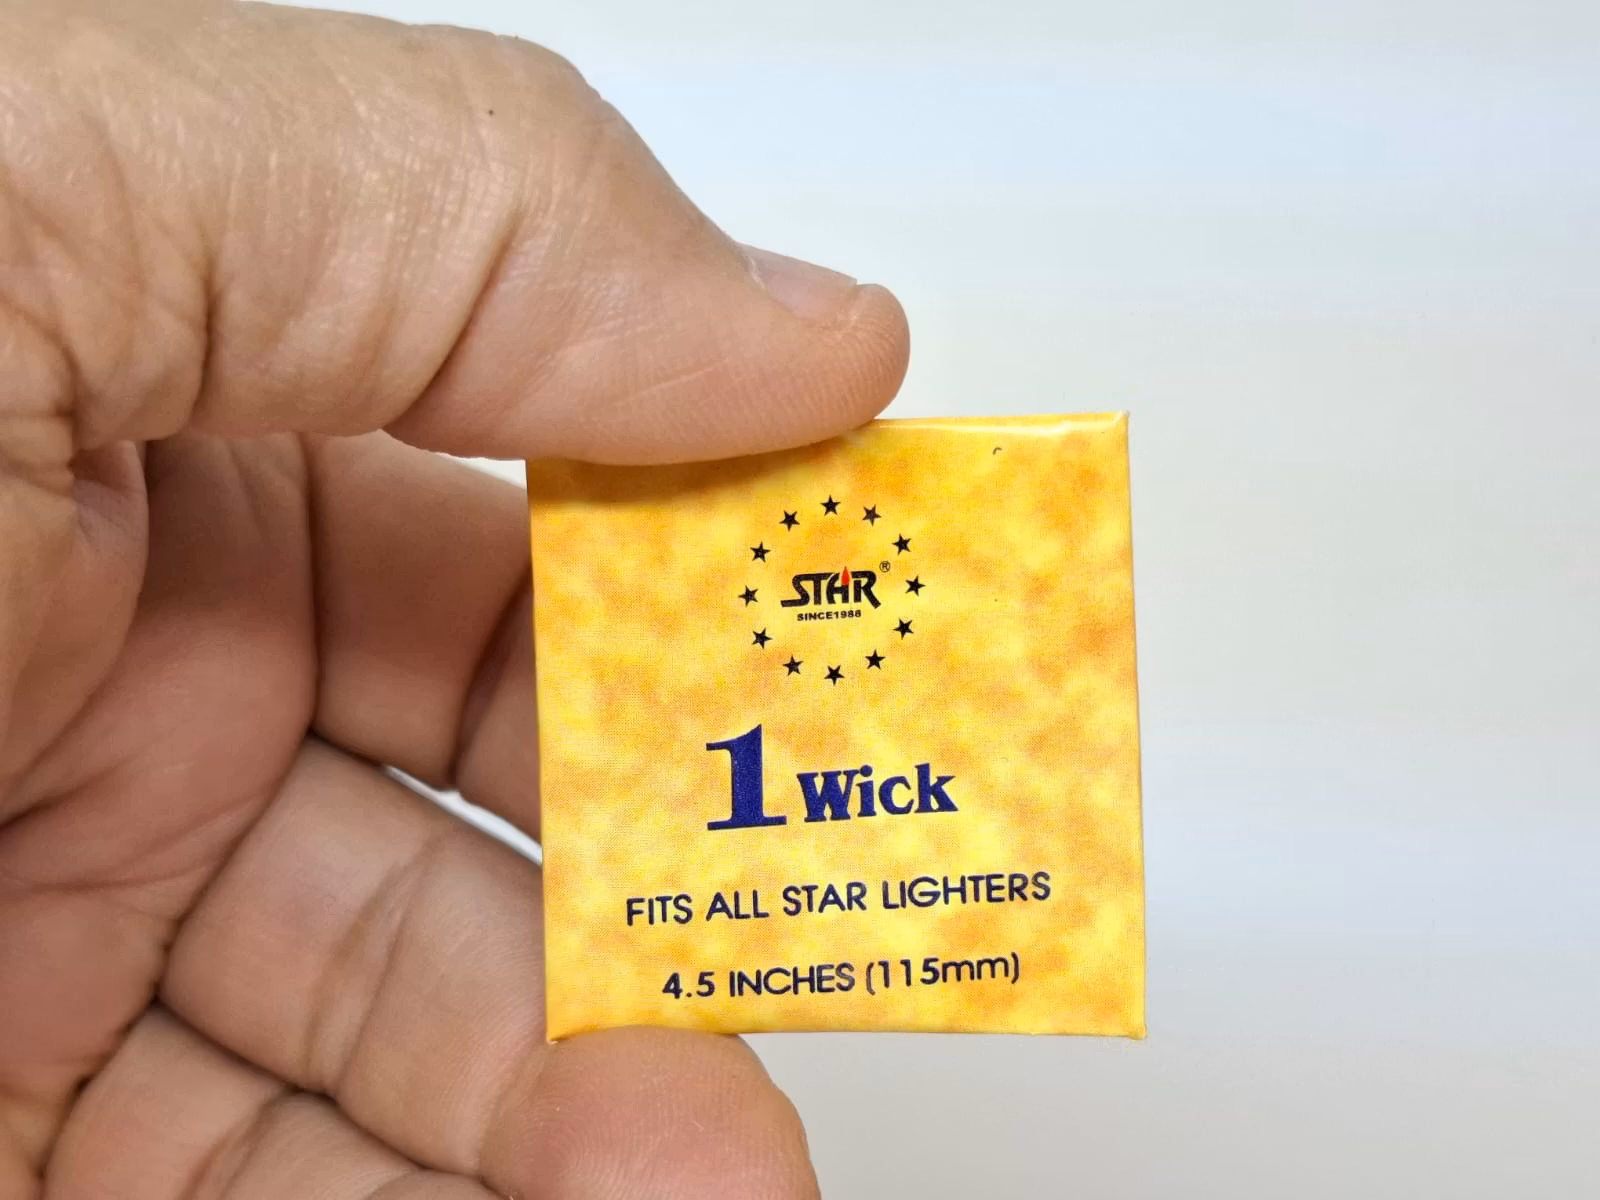 STAR®
SINCE1988
1 Wick
FITS ALL STAR LIGHTERS
4.5 INCHES (115mm)